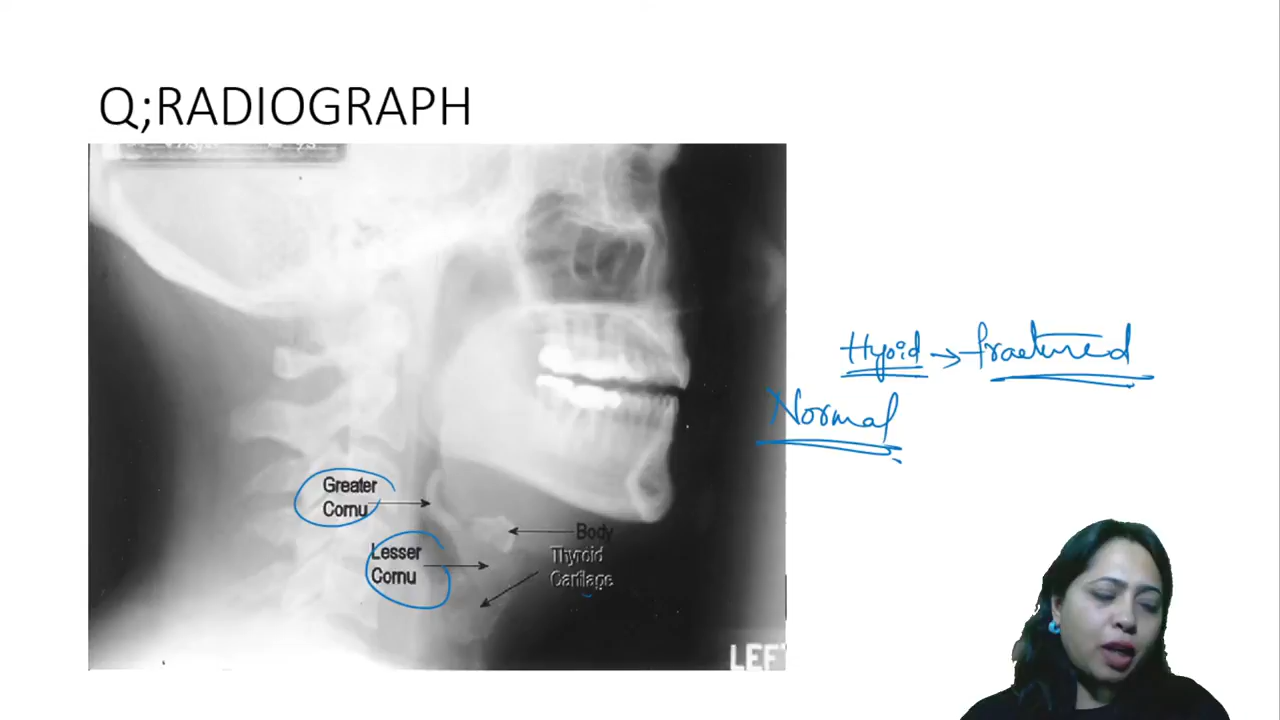 Q;RADIOGRAPH
Hyoid → fractured
Normal
Greater
Cornu
Body
Lesser
Cornu
Thyroid
Cartilage
LEFT